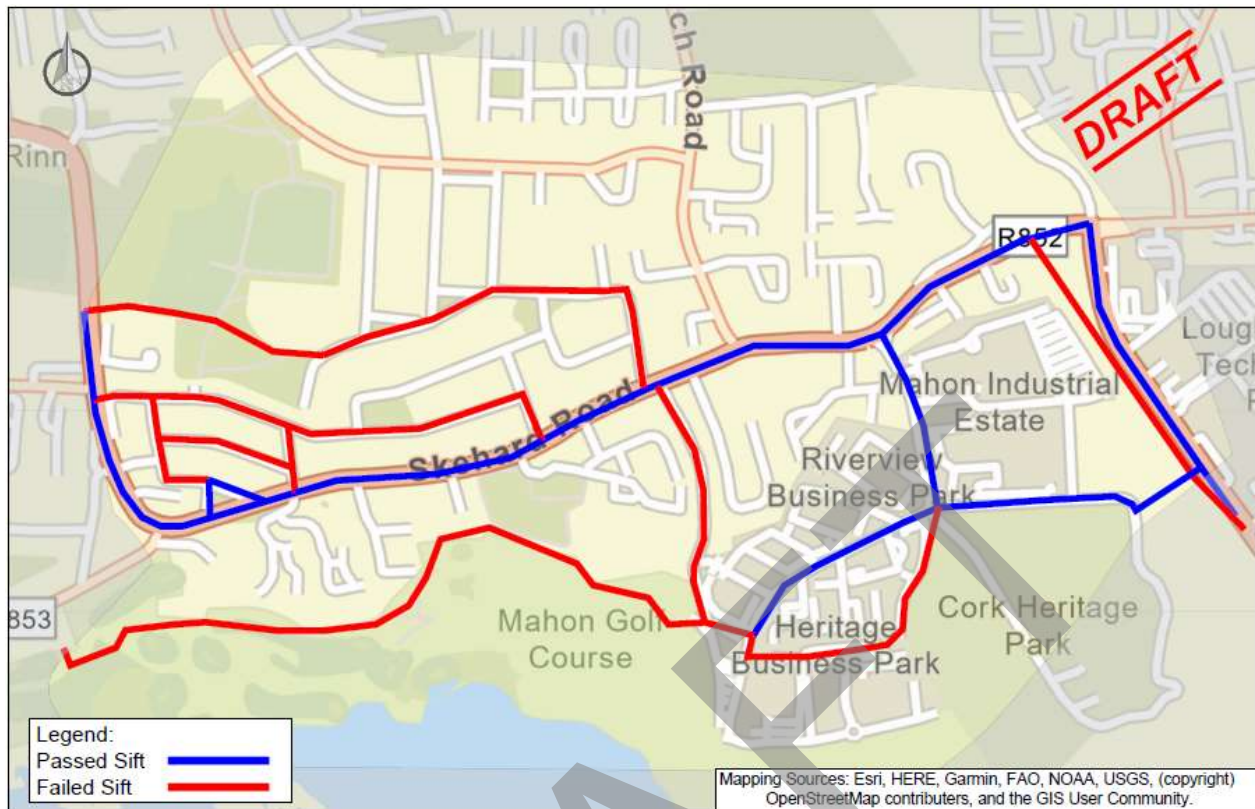 ch Road
DRAFT
Rinn
R852
Loug
Tech
Mahon Industrial
Estate
Skehard Road
Riverview
Business Park
853
Mahon Golf
Course
Heritage
Business Park
Cork Heritage
Park
Legend:
Passed Sift
Failed Sift
Mapping Sources: Esri, HERE, Garmin, FAO, NOAA, USGS, (copyright)
OpenStreetMap contributers, and the GIS User Community.